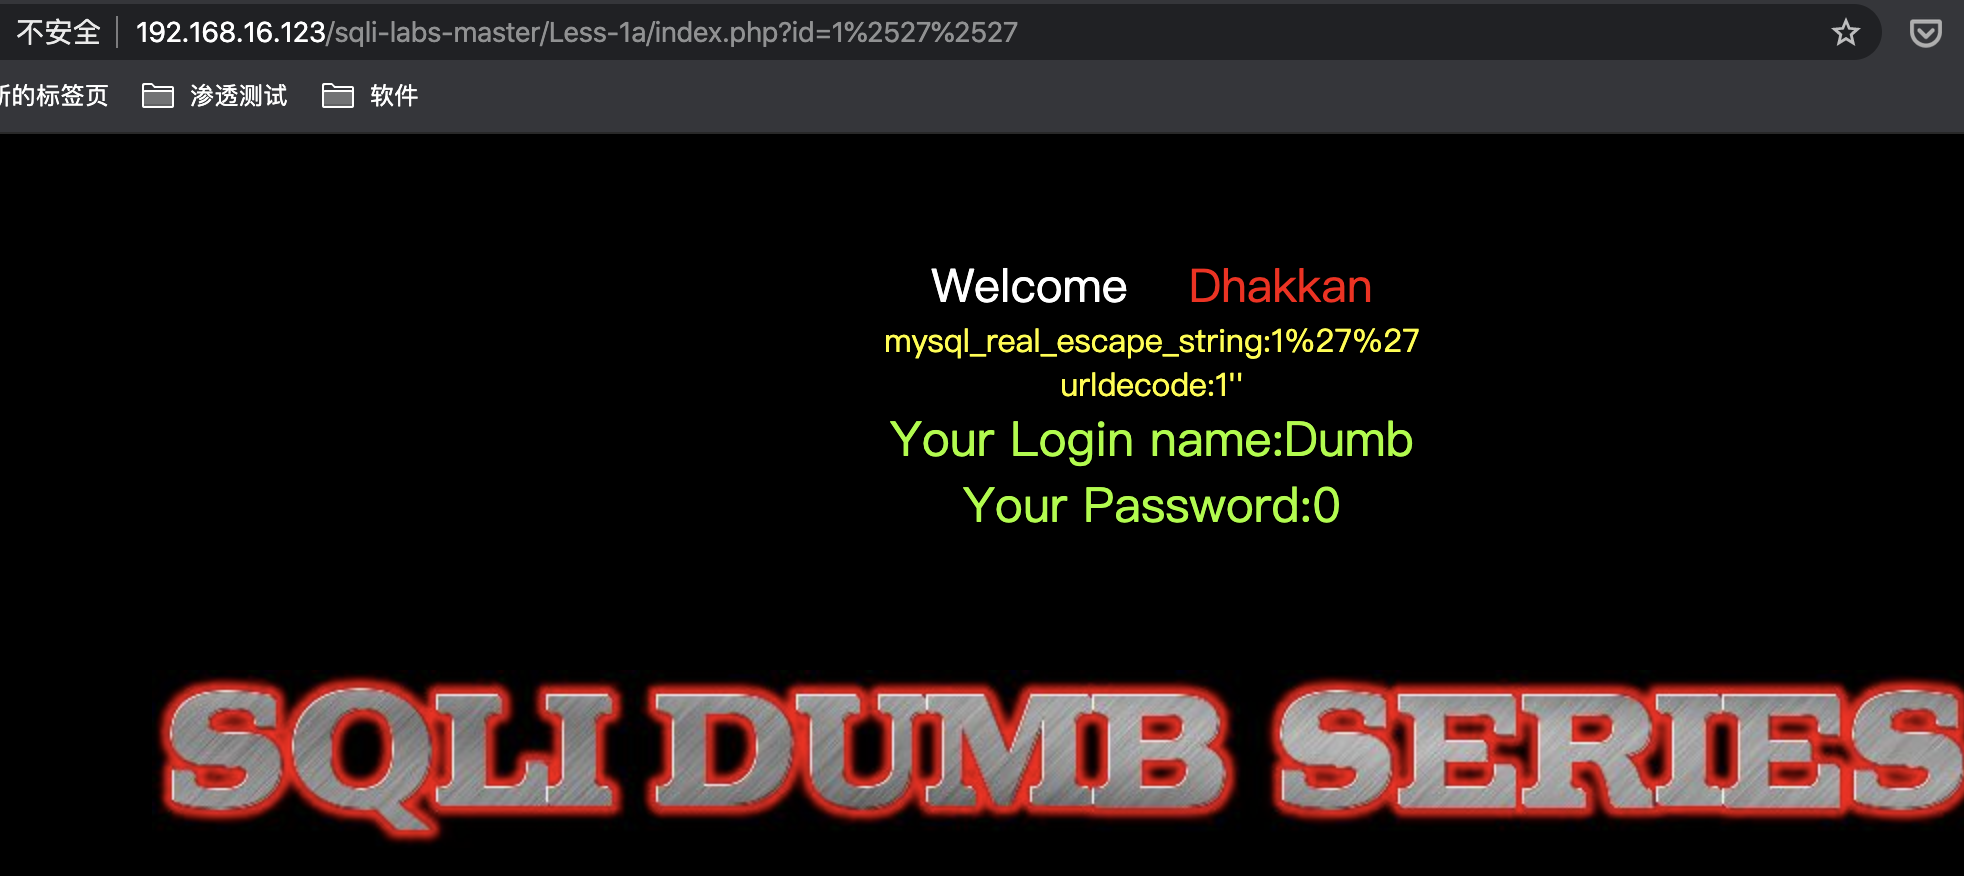 不安全 192.168.16.123/sqli-labs-master/Less-1a/index.php?id=1%2527%2527
新的标签页 渗透测试 软件
Welcome Dhakkan
mysql_real_escape_string:1%27%27
urldecode:1''
Your Login name:Dumb
Your Password:0
SQLI DUMB SERIES